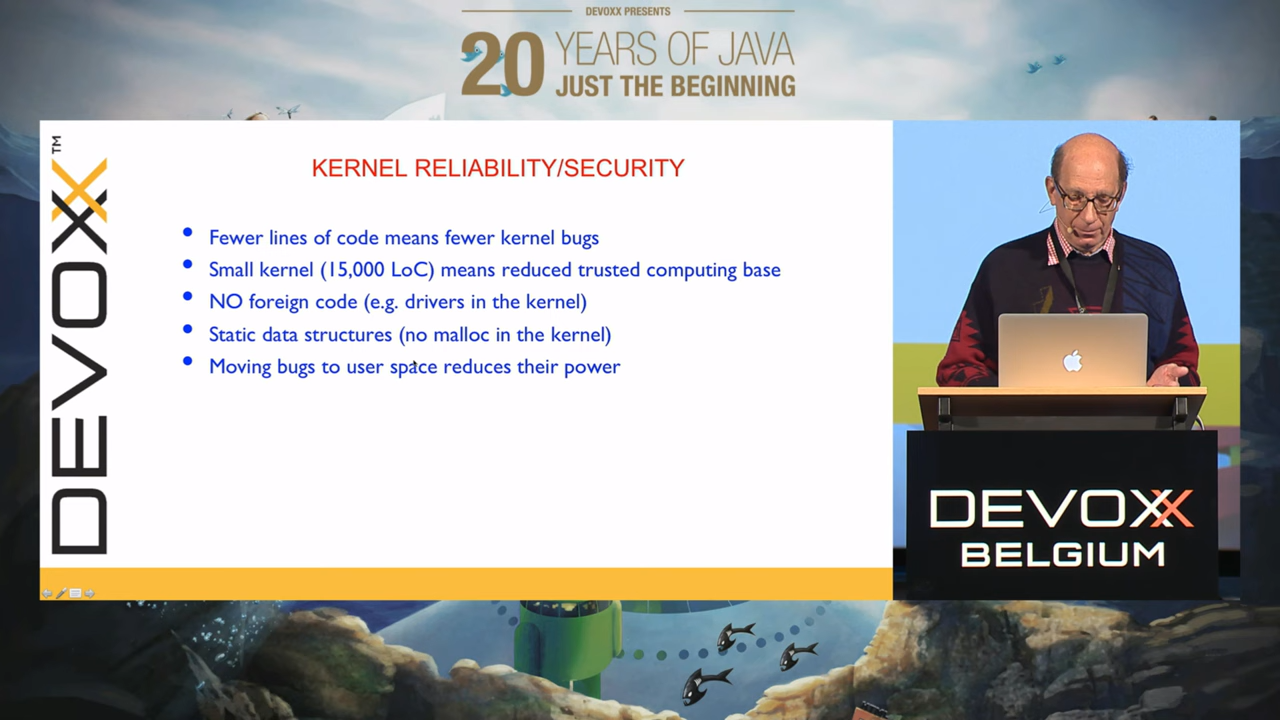 DEVOXX PRESENTS
20 YEARS OF JAVA
JUST THE BEGINNING
DEVOXX™
KERNEL RELIABILITY/SECURITY
• Fewer lines of code means fewer kernel bugs
• Small kernel (15,000 LoC) means reduced trusted computing base
• NO foreign code (e.g. drivers in the kernel)
• Static data structures (no malloc in the kernel)
• Moving bugs to user space reduces their power
DEVOXX
BELGIUM